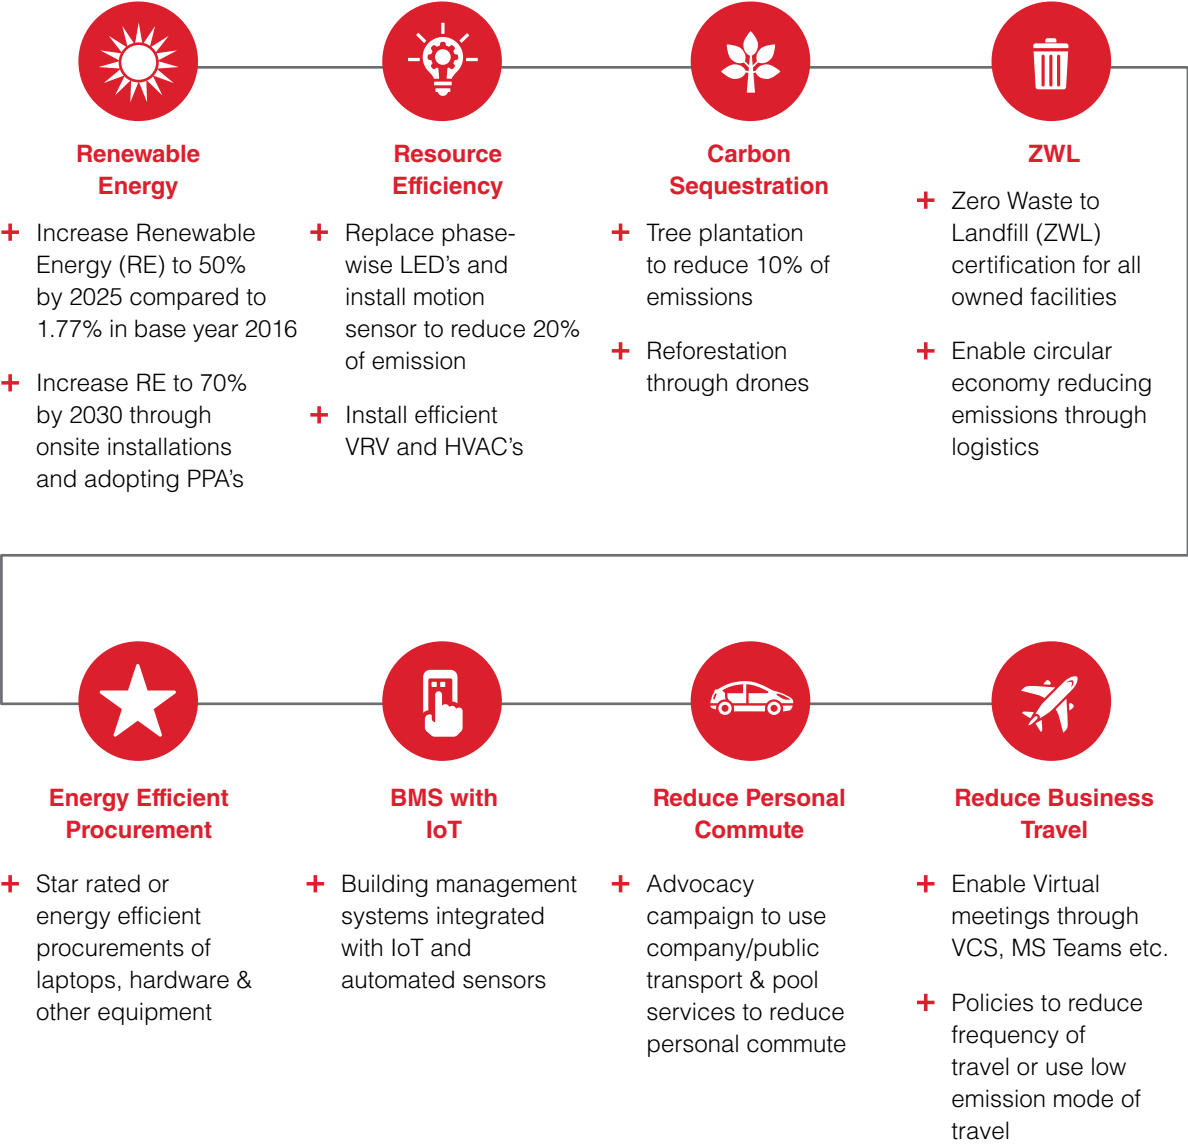 Renewable
Energy
Increase Renewable
Energy (RE) to 50%
by 2025 compared to
1.77% in base year 2016
Increase RE to 70%
by 2030 through
onsite installations
and adopting PPA’s
Resource
Efficiency
Replace phase-
wise LED’s and
install motion
sensor to reduce 20%
of emission
Install efficient
VRV and HVAC’s
Carbon
Sequestration
Tree plantation
to reduce 10% of
emissions
Reforestation
through drones
ZWL
Zero Waste to
Landfill (ZWL)
certification for all
owned facilities
Enable circular
economy reducing
emissions through
logistics
Energy Efficient
Procurement
Star rated or
energy efficient
procurements of
laptops, hardware &
other equipment
BMS with
IoT
Building management
systems integrated
with IoT and
automated sensors
Reduce Personal
Commute
Advocacy
campaign to use
company/public
transport & pool
services to reduce
personal commute
Reduce Business
Travel
Enable Virtual
meetings through
VCS, MS Teams etc.
Policies to reduce
frequency of
travel or use low
emission mode of
travel